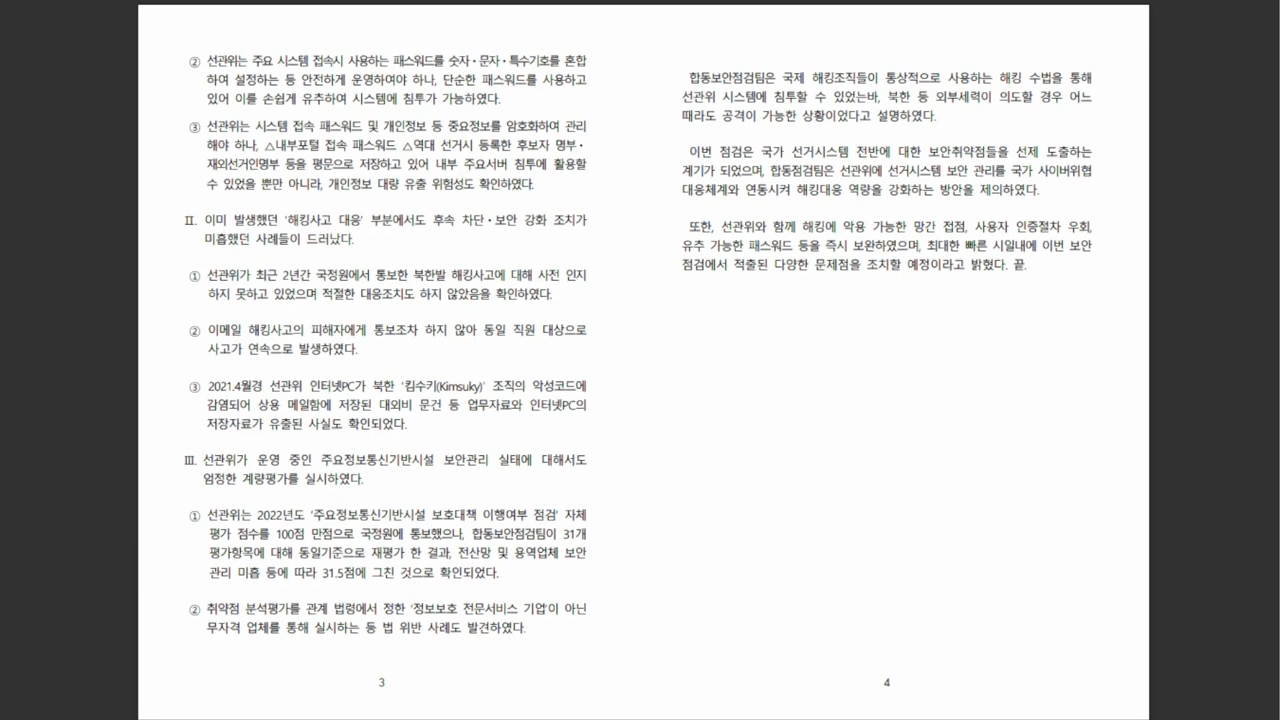 ② 선관위는 주요 시스템 접속시 사용하는 패스워드를 숫자·문자·특수기호를 혼합
하여 설정하는 등 안전하게 운영하여야 하나, 단순한 패스워드를 사용하고
있어 이를 손쉽게 유추하여 시스템에 침투가 가능하였다.
③ 선관위는 시스템 접속 패스워드 및 개인정보 등 중요정보를 암호화하여 관리
해야 하나, △내부포털 접속 패스워드 △역대 선거시 등록한 후보자 명부·
재외선거인명부 등을 평문으로 저장하고 있어 내부 주요서버 침투에 활용할
수 있었을 뿐만 아니라, 개인정보 대량 유출 위험성도 확인하였다.
Ⅱ. 이미 발생했던 '해킹사고 대응' 부분에서도 후속 차단·보안 강화 조치가
미흡했던 사례들이 드러났다.
① 선관위가 최근 2년간 국정원에서 통보한 북한발 해킹사고에 대해 사전 인지
하지 못하고 있었으며 적절한 대응조치도 하지 않았음을 확인하였다.
② 이메일 해킹사고의 피해자에게 통보조차 하지 않아 동일 직원 대상으로
사고가 연속으로 발생하였다.
③ 2021.4월경 선관위 인터넷PC가 북한 '킴수키(Kimsuky)' 조직의 악성코드에
감염되어 상용 메일함에 저장된 대외비 문건 등 업무자료와 인터넷PC의
저장자료가 유출된 사실도 확인되었다.
Ⅲ. 선관위가 운영 중인 주요정보통신기반시설 보안관리 실태에 대해서도
엄정한 계량평가를 실시하였다.
① 선관위는 2022년도 '주요정보통신기반시설 보호대책 이행여부 점검' 자체
평가 점수를 100점 만점으로 국정원에 통보했으나, 합동보안점검팀이 31개
평가항목에 대해 동일기준으로 재평가 한 결과, 전산망 및 용역업체 보안
관리 미흡 등에 따라 31.5점에 그친 것으로 확인되었다.
② 취약점 분석평가를 관계 법령에서 정한 '정보보호 전문서비스 기업'이 아닌
무자격 업체를 통해 실시하는 등 법 위반 사례도 발견하였다.
3
합동보안점검팀은 국제 해킹조직들이 통상적으로 사용하는 해킹 수법을 통해
선관위 시스템에 침투할 수 있었는바, 북한 등 외부세력이 의도할 경우 어느
때라도 공격이 가능한 상황이었다고 설명하였다.
이번 점검은 국가 선거시스템 전반에 대한 보안취약점들을 선제 도출하는
계기가 되었으며, 합동점검팀은 선관위에 선거시스템 보안 관리를 국가 사이버위협
대응체계와 연동시켜 해킹대응 역량을 강화하는 방안을 제의하였다.
또한, 선관위와 함께 해킹에 악용 가능한 망간 접점, 사용자 인증절차 우회,
유추 가능한 패스워드 등을 즉시 보완하였으며, 최대한 빠른 시일내에 이번 보안
점검에서 적출된 다양한 문제점을 조치할 예정이라고 밝혔다. 끝.
4